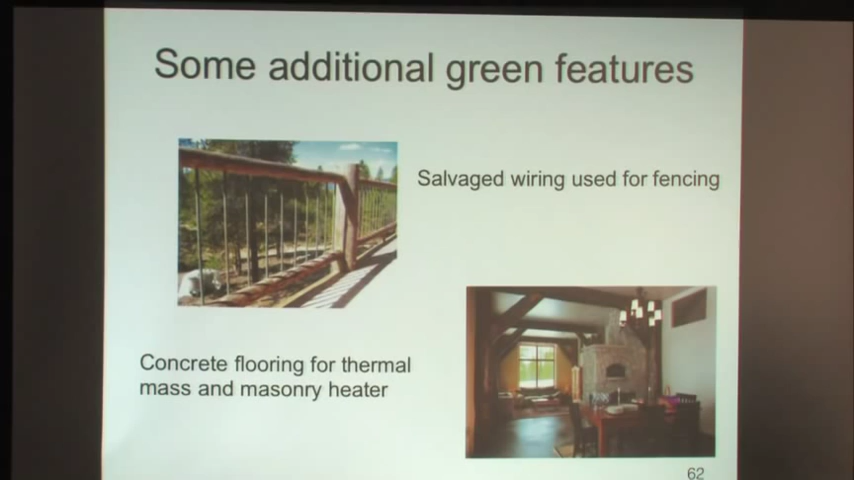 Some additional green features
Salvaged wiring used for fencing
Concrete flooring for thermal
mass and masonry heater
62